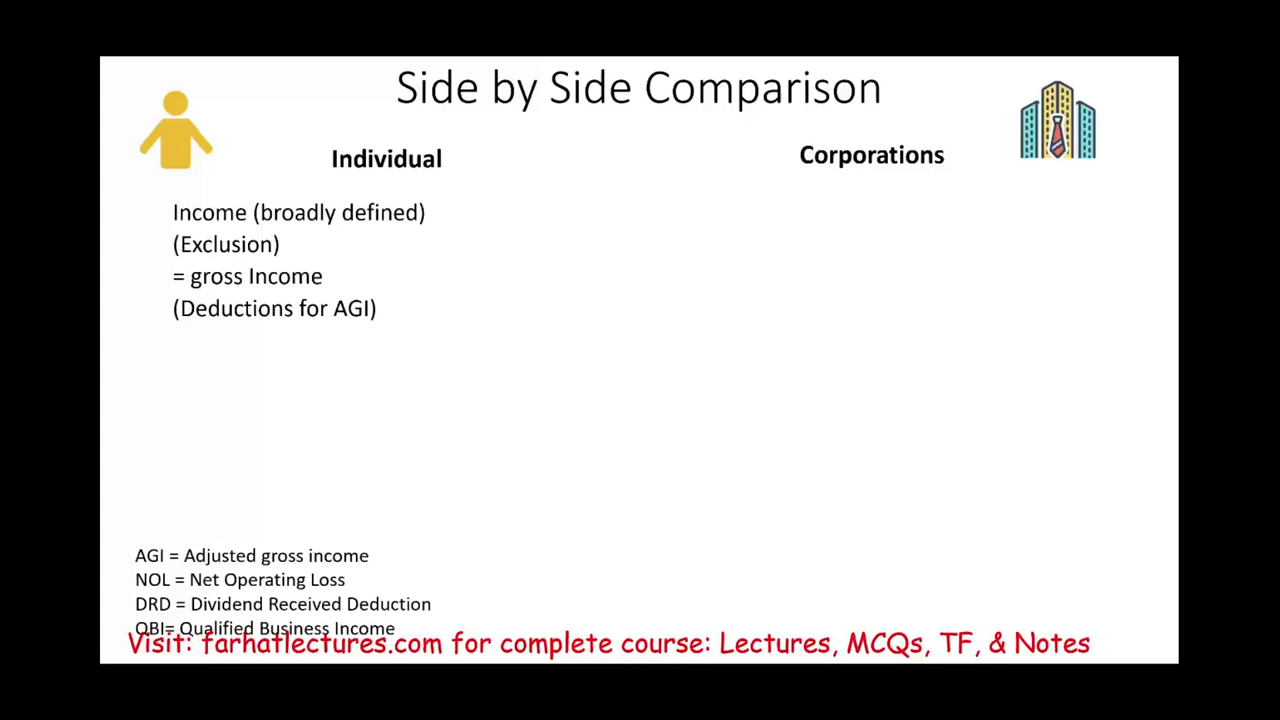 Side by Side Comparison
Individual
Corporations
Income (broadly defined)
(Exclusion)
= gross Income
(Deductions for AGI)
AGI = Adjusted gross income
NOL = Net Operating Loss
DRD = Dividend Received Deduction
QBI= Qualified Business Income
Visit: farhatlectures.com for complete course: Lectures, MCQs, TF, & Notes